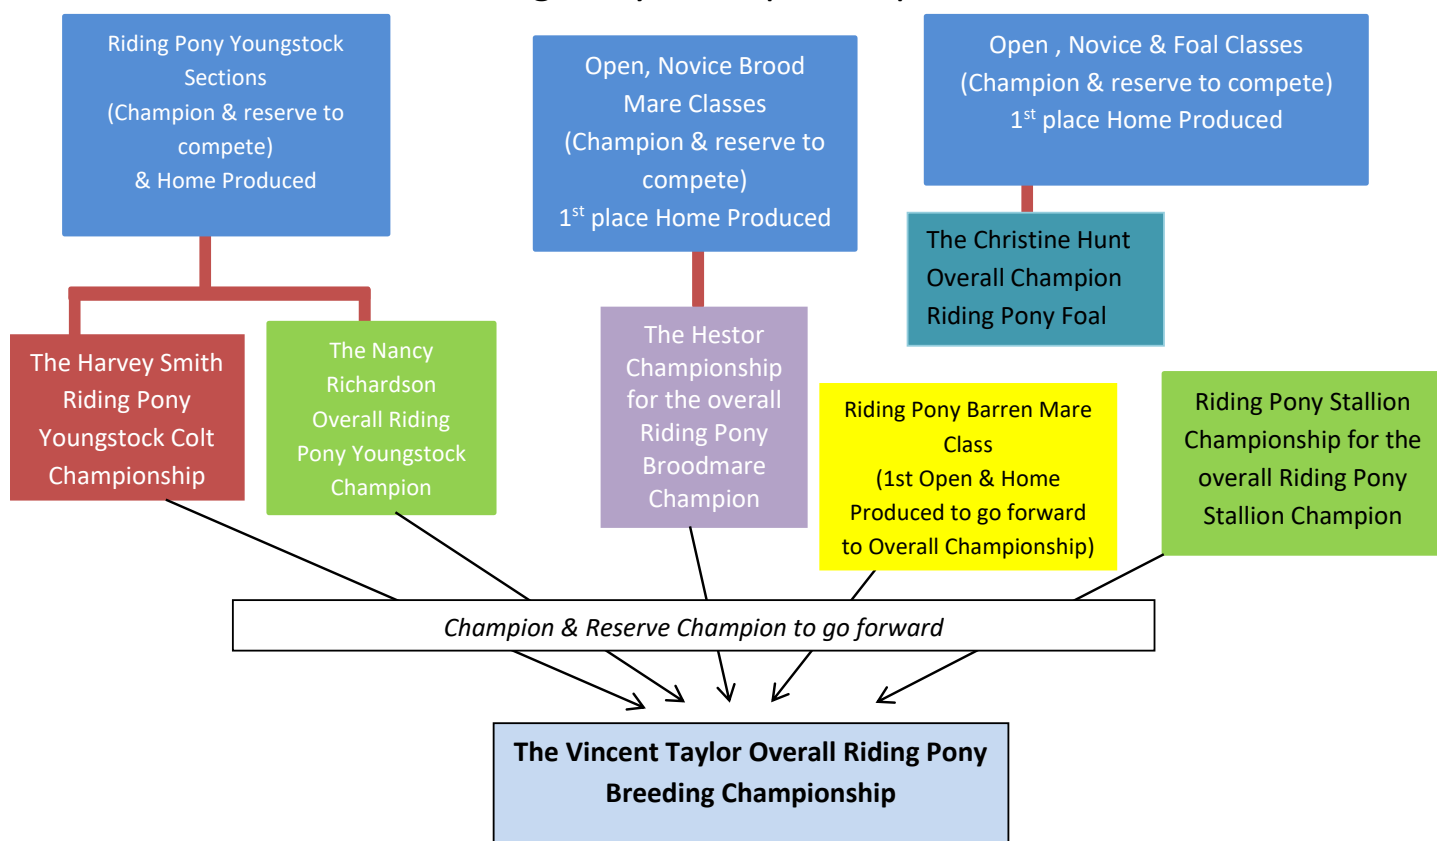 Riding Pony Youngstock
Sections
(Champion & reserve to
compete)
& Home Produced
Open, Novice Brood
Mare Classes
(Champion & reserve to
compete)
1st place Home Produced
Open , Novice & Foal Classes
(Champion & reserve to compete)
1st place Home Produced
The Christine Hunt
Overall Champion
Riding Pony Foal
The Harvey Smith
Riding Pony
Youngstock Colt
Championship
The Nancy
Richardson
Overall Riding
Pony Youngstock
Champion
The Hestor
Championship
for the overall
Riding Pony
Broodmare
Champion
Riding Pony Barren Mare
Class
(1st Open & Home
Produced to go forward
to Overall Championship)
Riding Pony Stallion
Championship for the
overall Riding Pony
Stallion Champion
Champion & Reserve Champion to go forward
The Vincent Taylor Overall Riding Pony
Breeding Championship